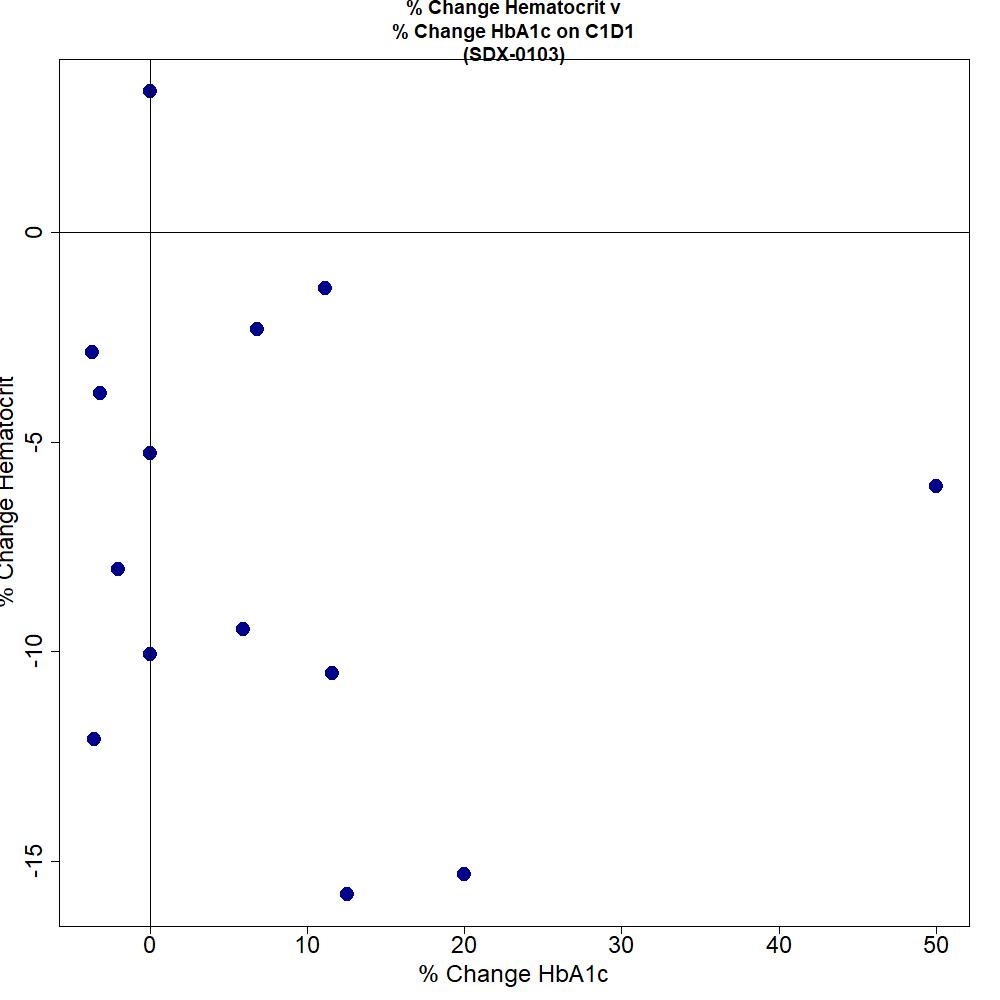 % Change Hematocrit v
% Change HbA1c on C1D1
(SDX-0103)
0
-5
-10
-15
% Change Hematocrit
0 10 20 30 40 50
% Change HbA1c